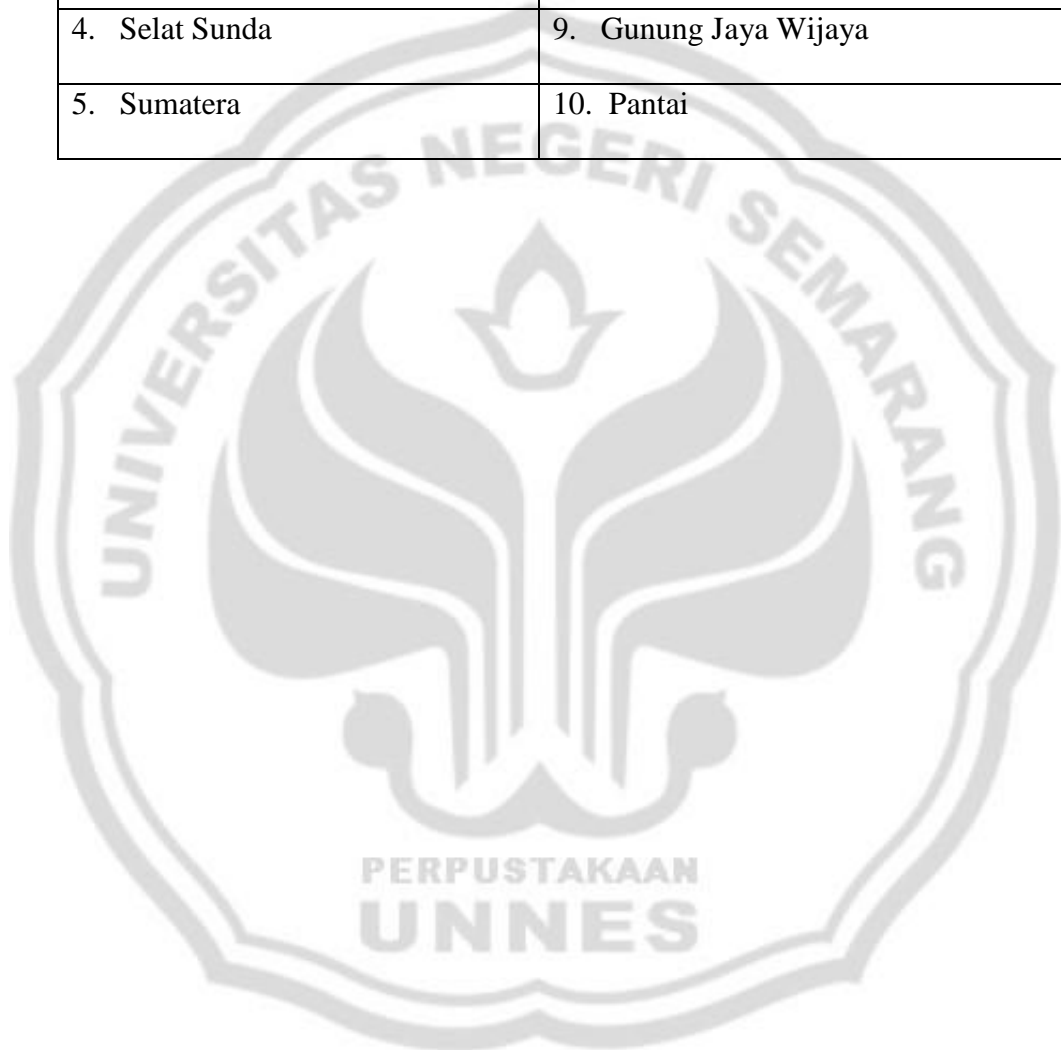 4. Selat Sunda 9. Gunung Jaya Wijaya
5. Sumatera 10. Pantai
UNIVERSITAS NEGERI SEMARANG
PERPUSTAKAAN
UNNES